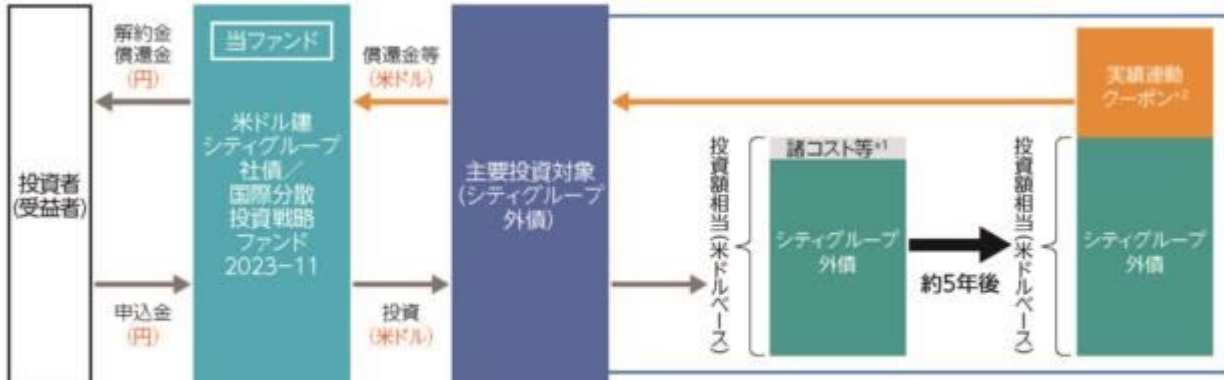 投資者
(受益者)
解約金
償還金
(円)
申込金
(円)
当ファンド
米ドル建
シティグループ
社債／
国際分散
投資戦略
ファンド
2023-11
償還金等
(米ドル)
投資
(米ドル)
主要投資対象
(シティグループ
外債)
投資額相当(米ドルベース)
諸コスト等*1
シティグループ
外債
約5年後
投資額相当(米ドルベース)
実績連動
クーポン*2
シティグループ
外債